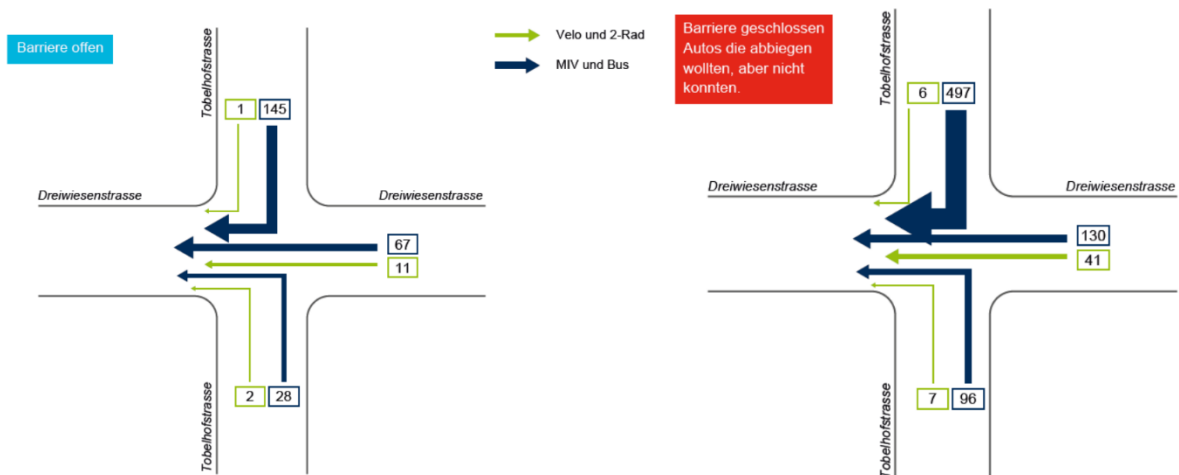 Barriere offen
Tobelhofstrasse
1
145
Dreiwiesenstrasse
Dreiwiesenstrasse
67
11
2
28
Tobelhofstrasse
Velo und 2-Rad
MIV und Bus
Barriere geschlossen
Autos die abbiegen
wollten, aber nicht
konnten.
Tobelhofstrasse
6
497
Dreiwiesenstrasse
Dreiwiesenstrasse
130
41
7
96
Tobelhofstrasse